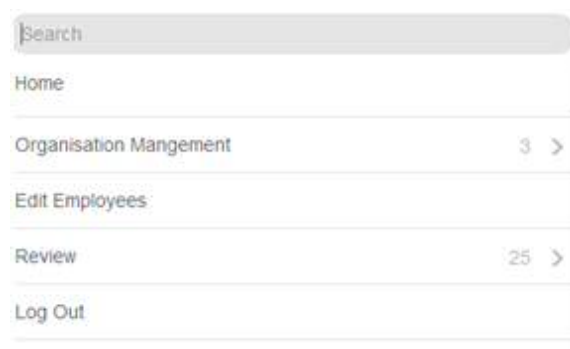 Search
Home
Organisation Mangement 3
Edit Employees
Review 25
Log Out